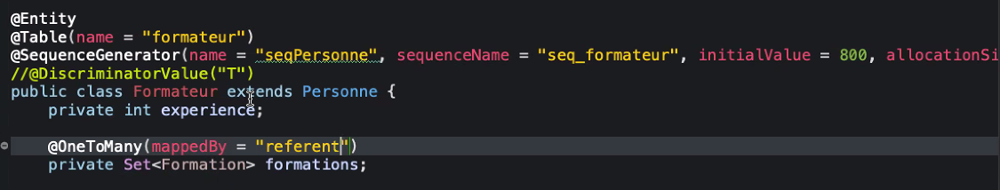 @Entity
@Table(name = "formateur")
@SequenceGenerator(name = "seqPersonne", sequenceName = "seq_formateur", initialValue = 800, allocationSi
//@DiscriminatorValue("T")
public class Formateur extends Personne {
    private int experience;
    @OneToMany(mappedBy = "referent")
    private Set<Formation> formations;